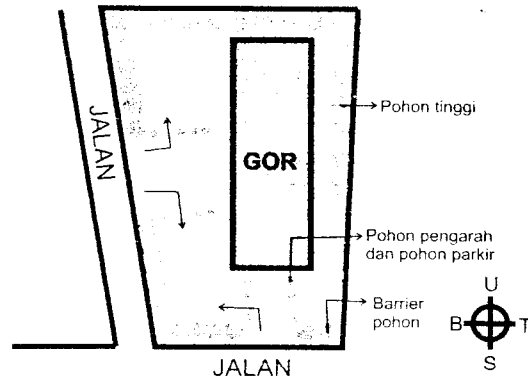 JALAN
Pohon tinggi
GOR
Pohon pengarah
dan pohon parkir
Barrier
pohon
U
B T
S
JALAN